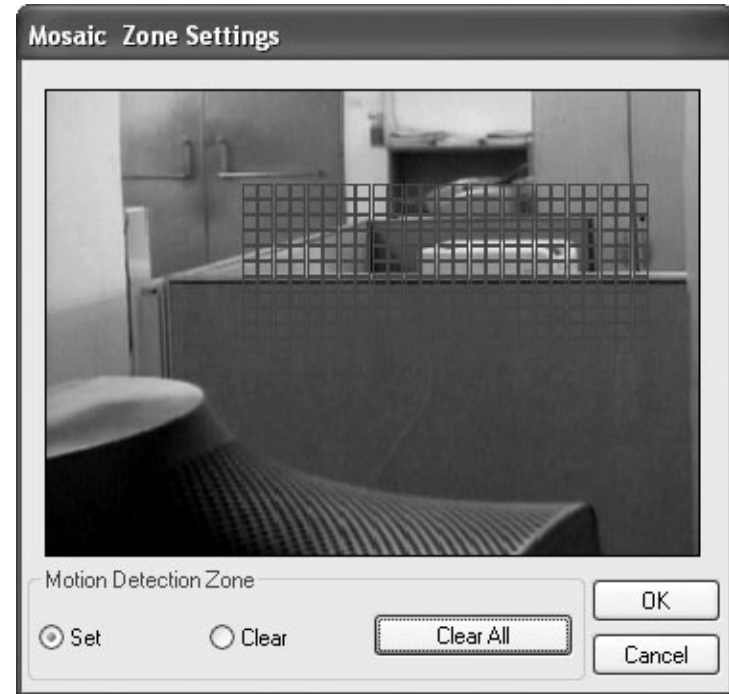 Mosaic Zone Settings
Motion Detection Zone
Set
Clear
Clear All
OK
Cancel